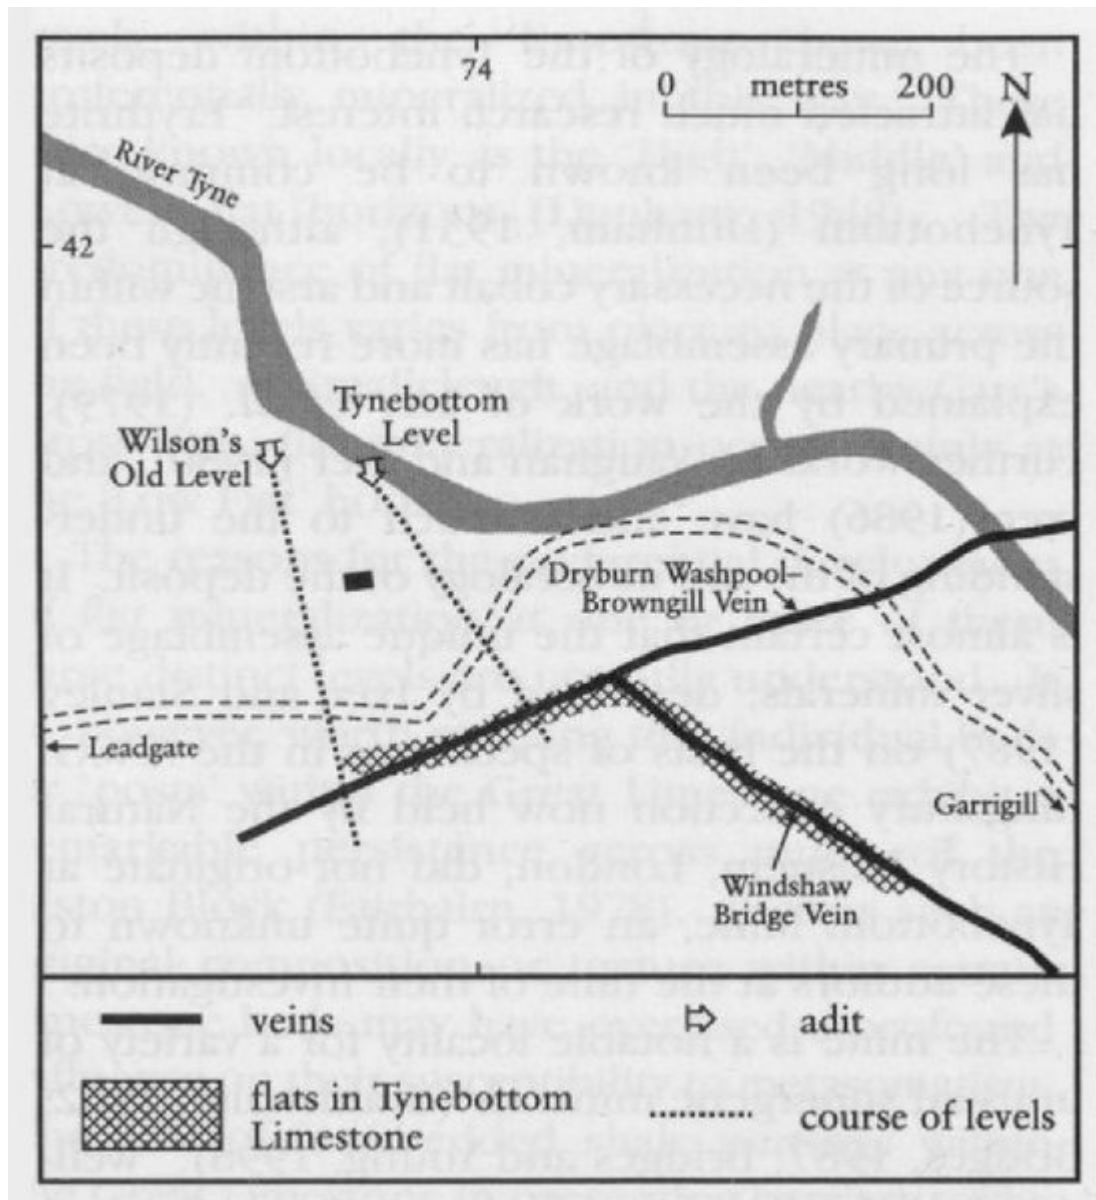 74
0 metres 200 N
River Tyne
42
Tynebottom
Level
Wilson's
Old Level
Dryburn Washpool–
Browngill Vein
Leadgate
Garrigill
Windshaw
Bridge Vein
veins
adit
flats in Tynebottom
Limestone
course of levels